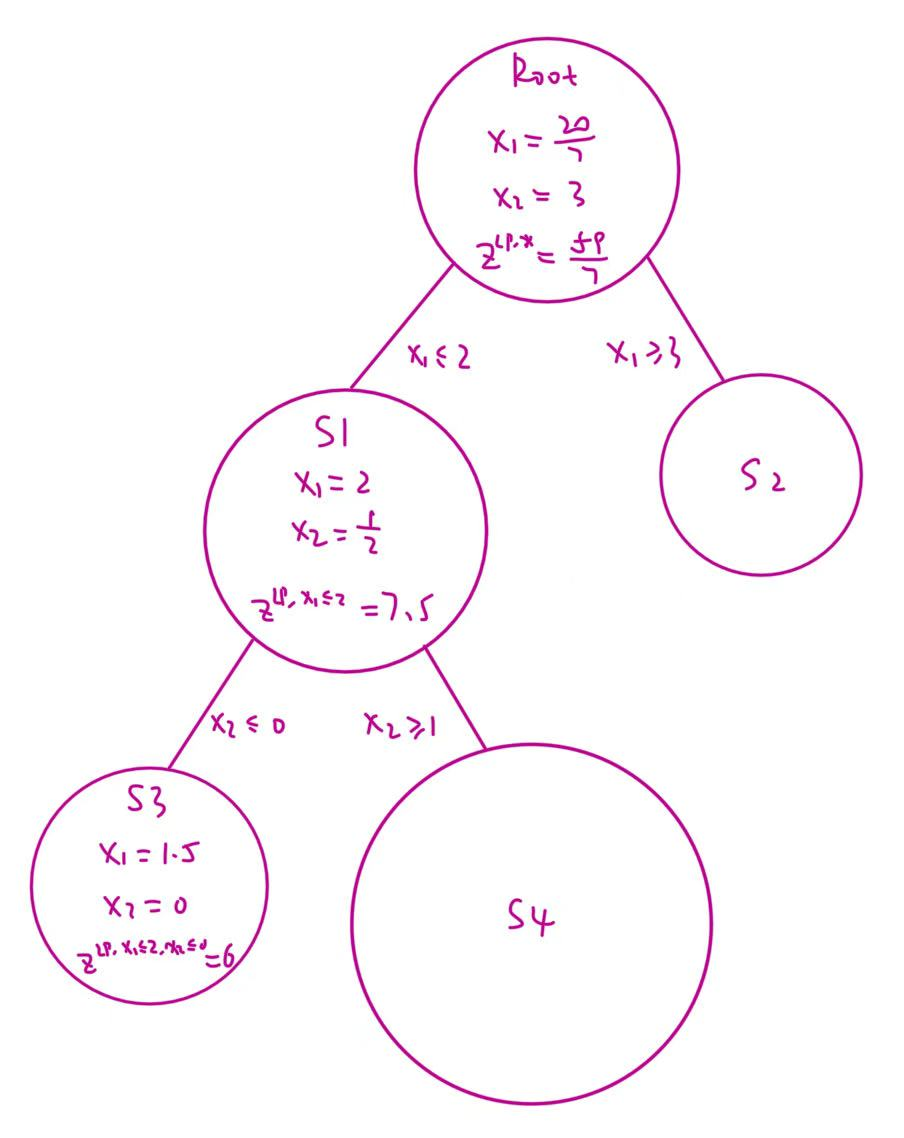 Root
x₁ = 20/7
x₂ = 3
z^{LP,*} = 59/7
x₁ ≤ 2
x₁ ≥ 3
S1
x₁ = 2
x₂ = 1/2
z^{LP, x₁≤2} = 7.5
S2
x₂ ≤ 0
x₂ ≥ 1
S3
x₁ = 1.5
x₂ = 0
z^{LP, x₁≤2, x₂≤0} = 6
S4